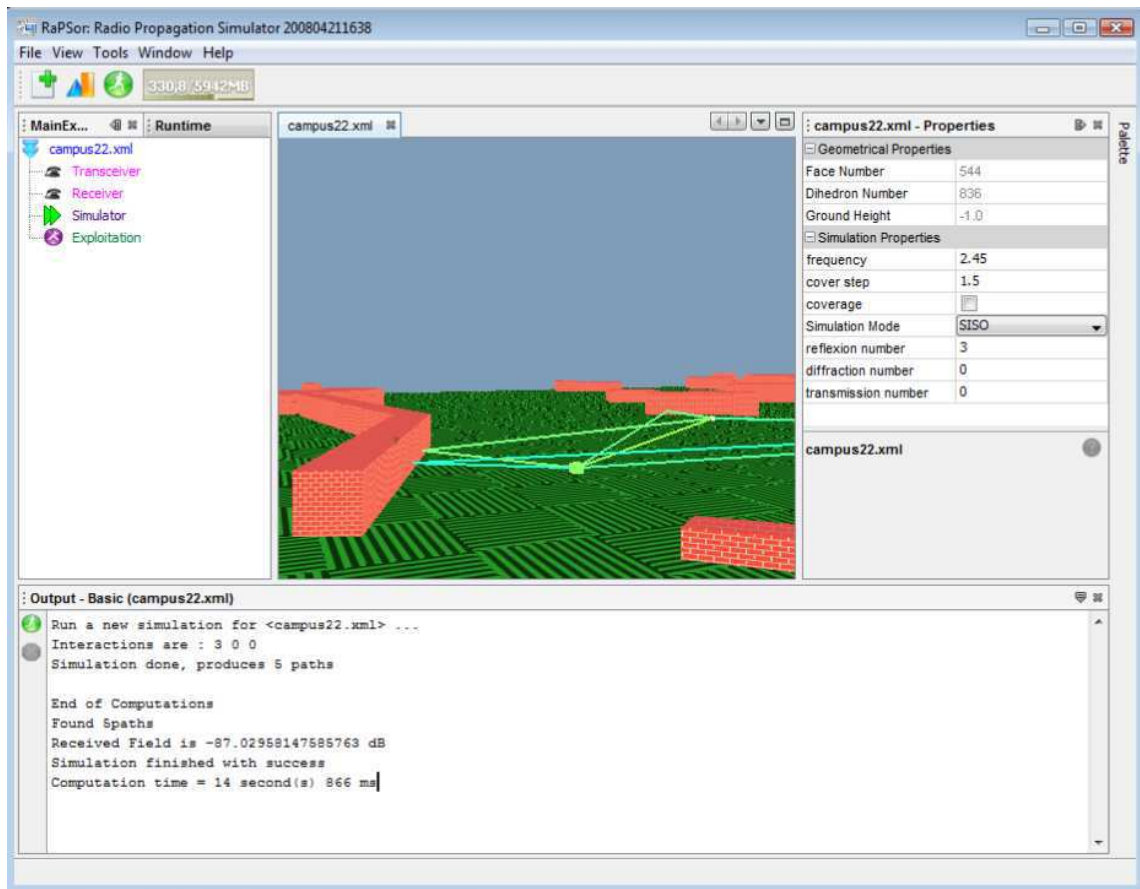 RaPSor: Radio Propagation Simulator 200804211638
File View Tools Window Help
330,8/5942MB
MainEx... Runtime
campus22.xml
Transceiver
Receiver
Simulator
Exploitation
campus22.xml
campus22.xml - Properties
Geometrical Properties
Face Number 544
Dihedron Number 836
Ground Height -1.0
Simulation Properties
frequency 2.45
cover step 1.5
coverage
Simulation Mode SISO
reflexion number 3
diffraction number 0
transmission number 0
campus22.xml
Palette
Output - Basic (campus22.xml)
Run a new simulation for <campus22.xml> ...
Interactions are : 3 0 0
Simulation done, produces 5 paths
End of Computations
Found 5paths
Received Field is -87.02958147585763 dB
Simulation finished with success
Computation time = 14 second(s) 866 ms